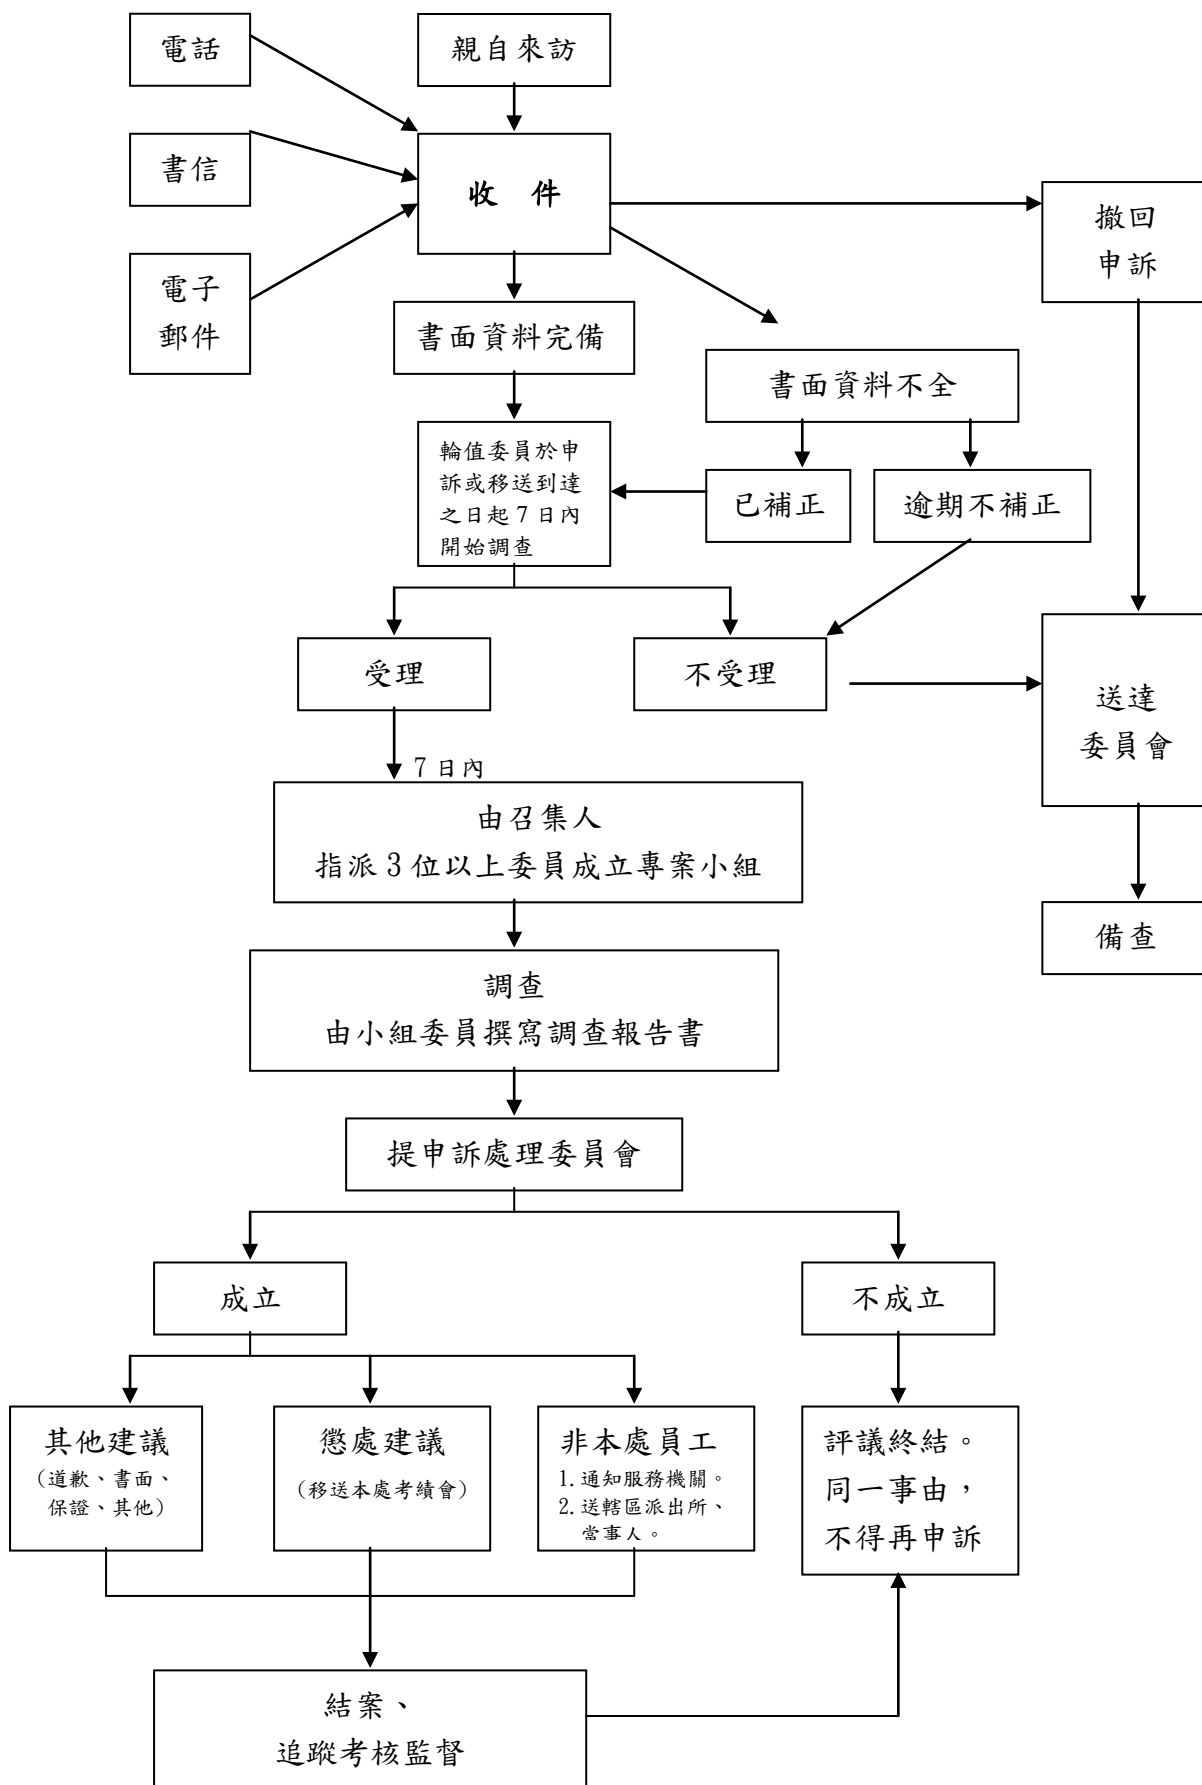 電話
親自來訪
書信
收 件
電子
郵件
撤回
申訴
書面資料完備
書面資料不全
輪值委員於申
訴或移送到達
之日起 7 日內
開始調查
已補正
逾期不補正
受理
不受理
送達
委員會
7 日內
由召集人
指派 3 位以上委員成立專案小組
備查
調查
由小組委員撰寫調查報告書
提申訴處理委員會
成立
不成立
其他建議
(道歉、書面、
保證、其他)
懲處建議
(移送本處考績會)
非本處員工
1.通知服務機關。
2.送轄區派出所、
當事人。
評議終結。
同一事由,
不得再申訴
結案、
追蹤考核監督